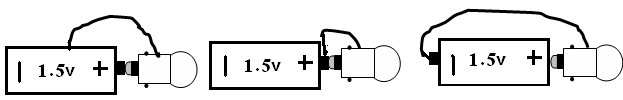 | 1.5v +
| 1.5v +
| 1.5v +